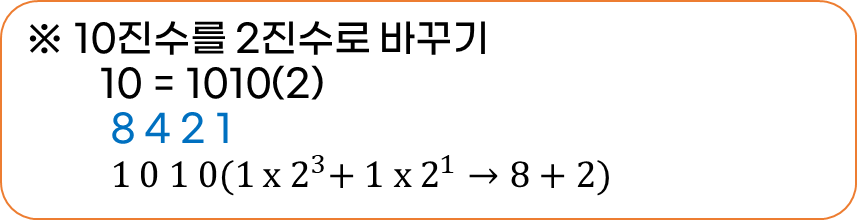 ※ 10진수를 2진수로 바꾸기
10 = 1010(2)
8 4 2 1
1 0 1 0(1 x 2³+ 1 x 2¹ → 8 + 2)